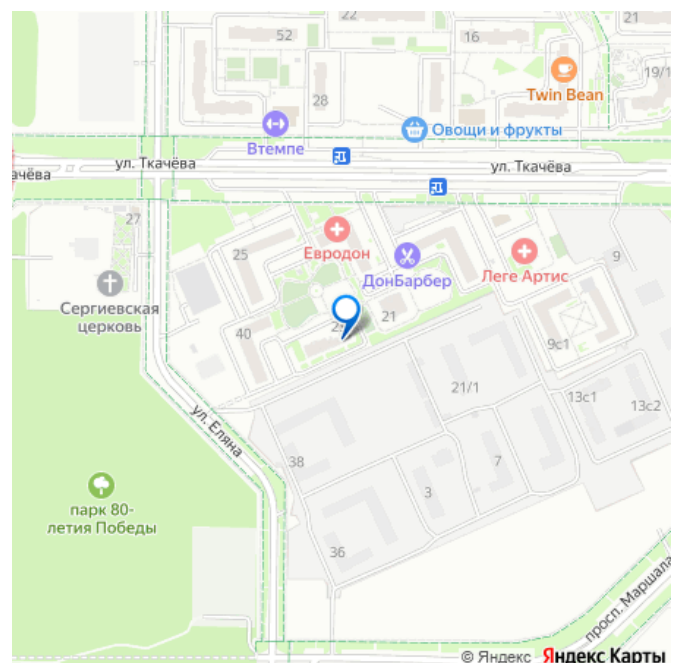 22
21
52
16
28
19/1
Twin Bean
Втемпе
Овощи и фрукты
ул. Ткачёва
ул. Ткачёва
ачёва
27
25
Евродон
ДонБарбер
Леге Артис
9
Сергиевская
церковь
40
21
9с1
21/1
13с1
13с2
ул. Еляна
38
7
3
парк 80-
летия Победы
36
просп. Маршала
© Яндекс Яндекс Карты